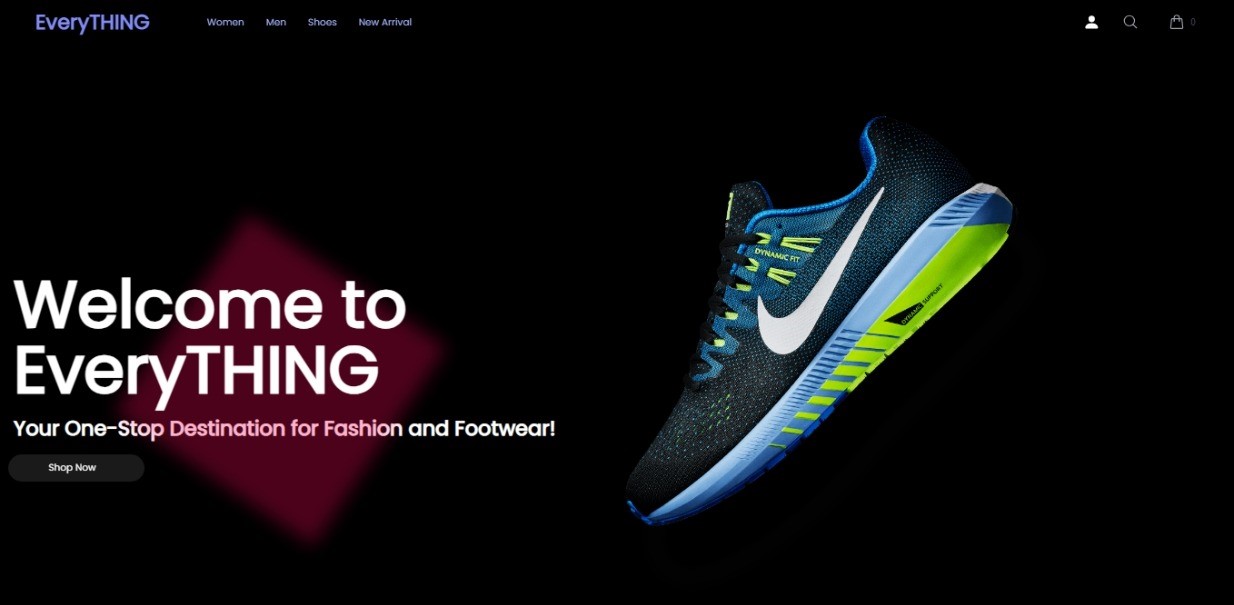 EveryTHING
Women Men Shoes New Arrival
0
DYNAMIC FIT
DYNAMIC SUPPORT
Welcome to
EveryTHING
Your One-Stop Destination for Fashion and Footwear!
Shop Now